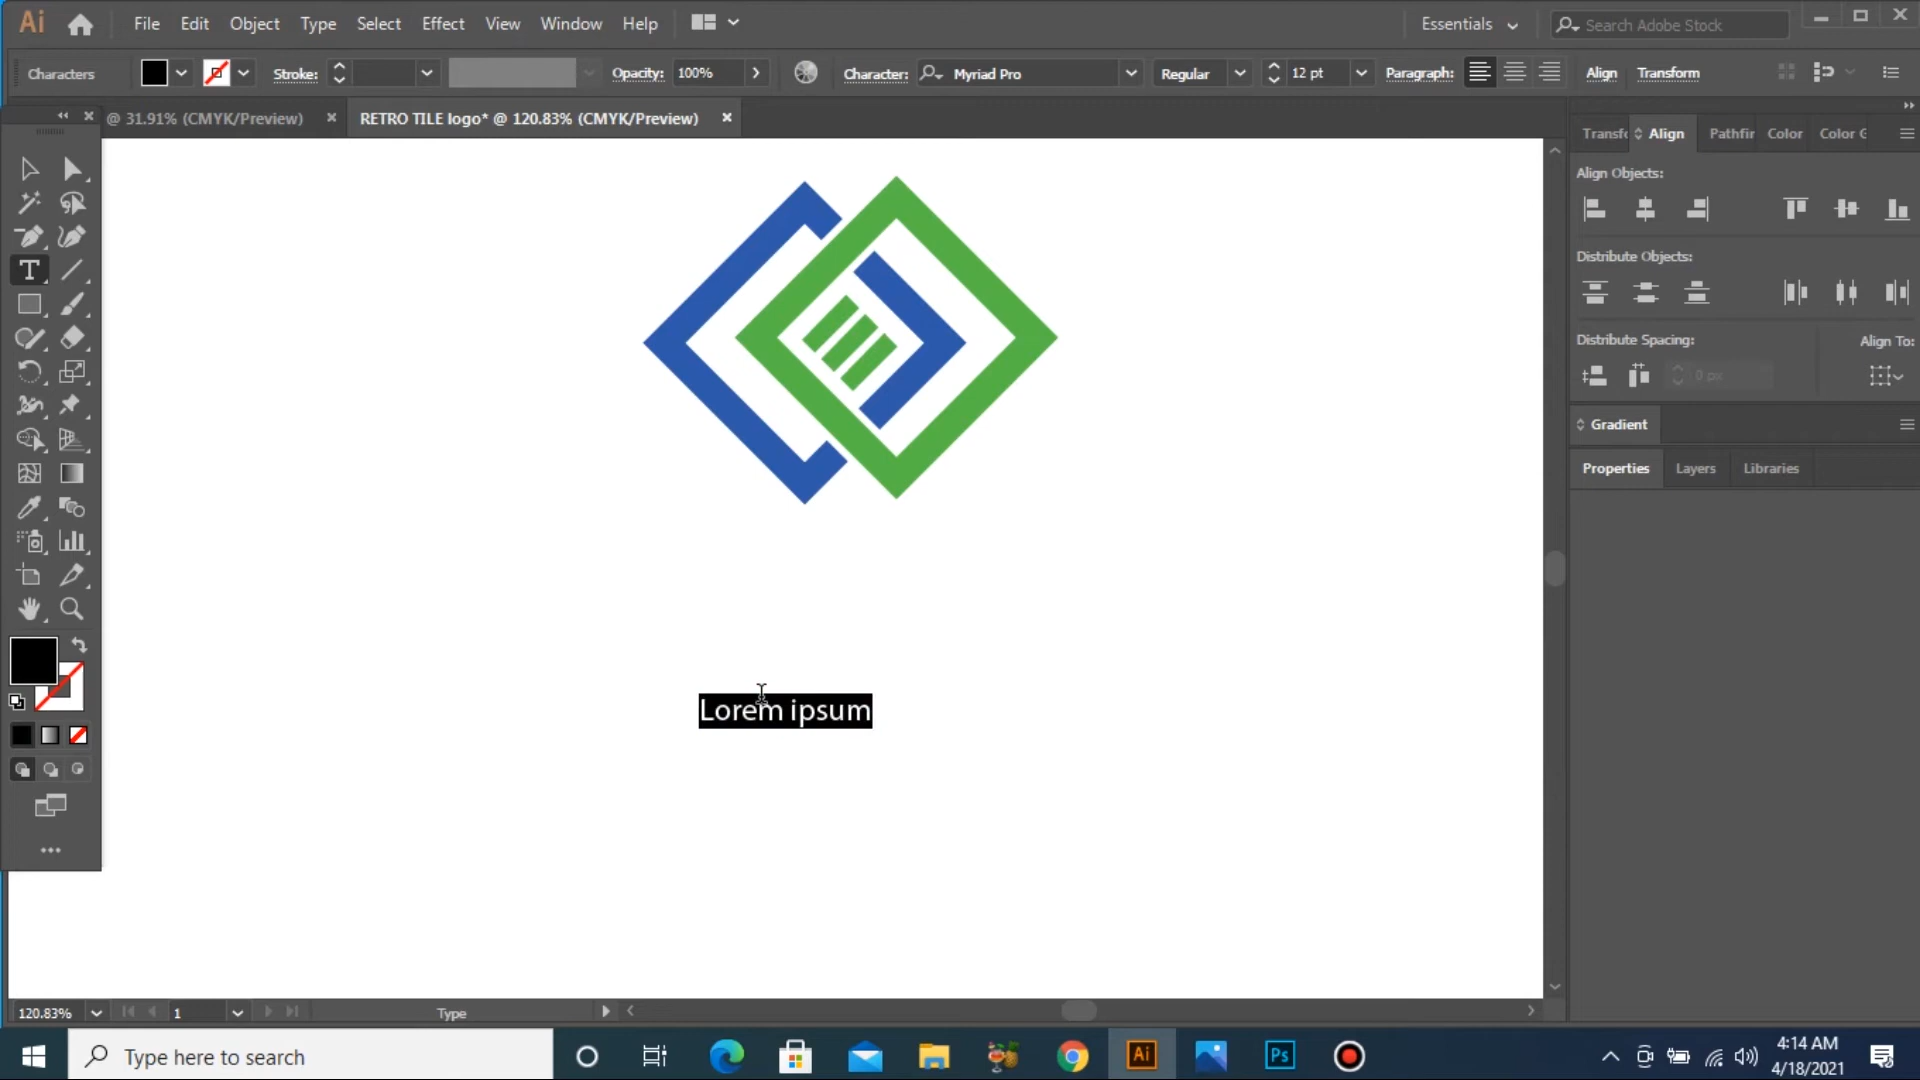 Ai File Edit Object Type Select Effect View Window Help Essentials Search Adobe Stock
Characters Stroke: Opacity: 100% Character: Myriad Pro Regular 12 pt Paragraph: Align Transform
@ 31.91% (CMYK/Preview) × RETRO TILE logo* @ 120.83% (CMYK/Preview) ×
Transf Align Pathfir Color Color G
Align Objects:
Distribute Objects:
Distribute Spacing: Align To:
0 px
Gradient
Properties Layers Libraries
T
Lorem ipsum
120.83% 1 Type
Type here to search
Ai
Ps
4:14 AM
4/18/2021